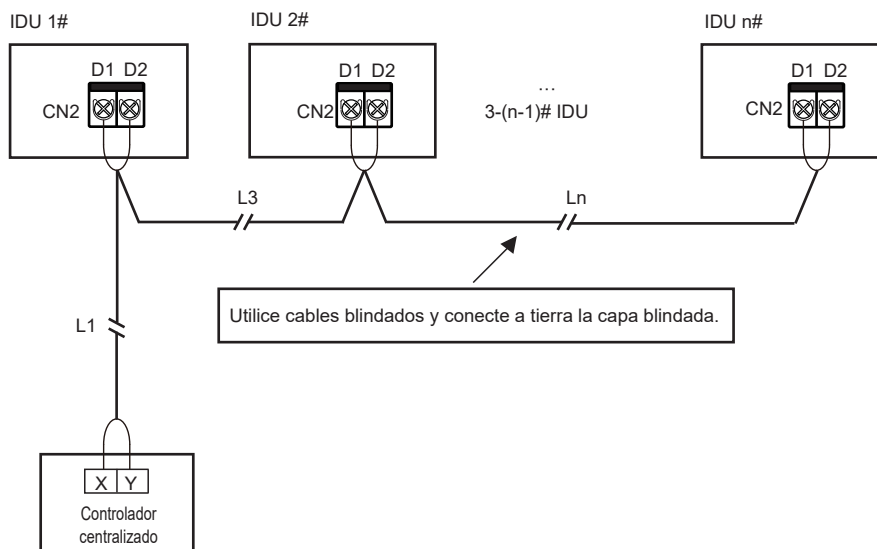 IDU 1#
IDU 2#
IDU n#
D1 D2
D1 D2
D1 D2
CN2
CN2
CN2
...
3-(n-1)# IDU
L3
Ln
Utilice cables blindados y conecte a tierra la capa blindada.
L1
X Y
Controlador
centralizado